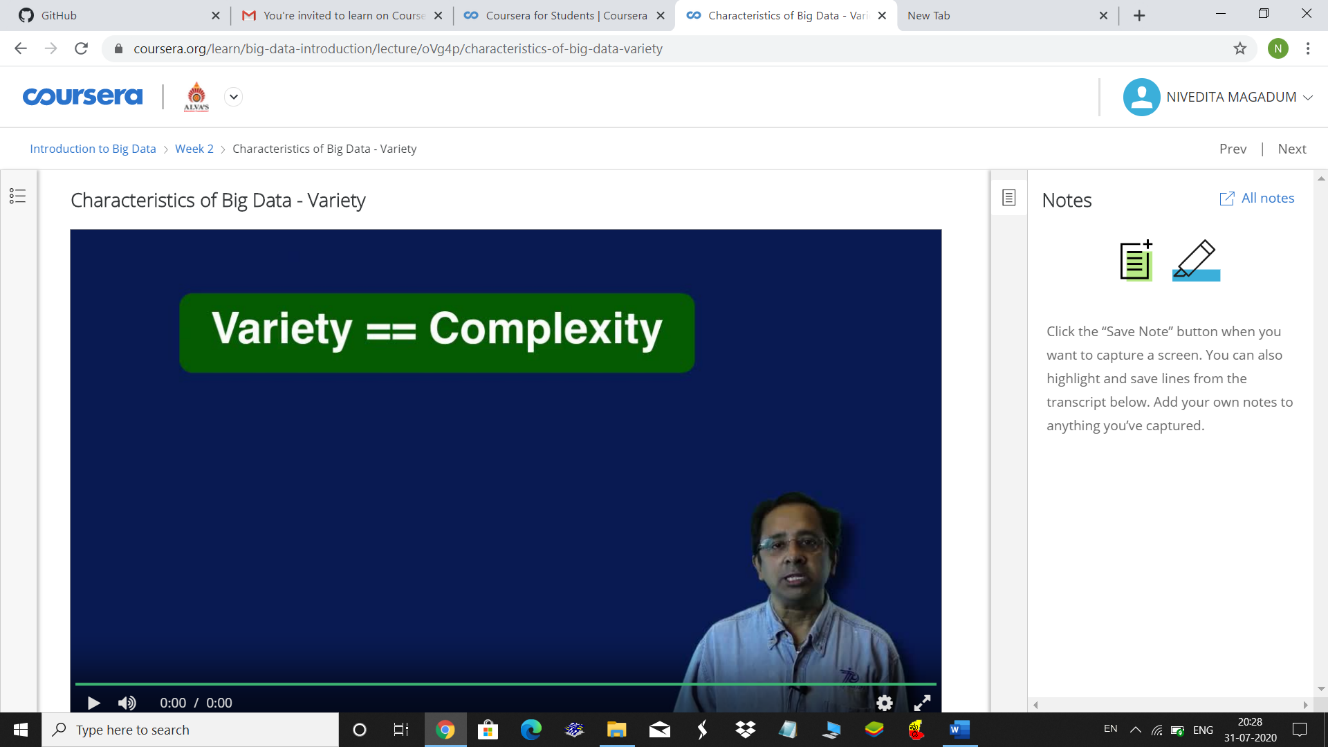 GitHub
You're invited to learn on Course
Coursera for Students | Coursera
Characteristics of Big Data - Vari
New Tab
coursera.org/learn/big-data-introduction/lecture/oVg4p/characteristics-of-big-data-variety
N
coursera
ALVA'S
NIVEDITA MAGADUM
Introduction to Big Data > Week 2 > Characteristics of Big Data - Variety
Prev | Next
Characteristics of Big Data - Variety
Variety == Complexity
0:00 / 0:00
Notes
All notes
Click the “Save Note” button when you
want to capture a screen. You can also
highlight and save lines from the
transcript below. Add your own notes to
anything you’ve captured.
Type here to search
EN
ENG
20:28
31-07-2020